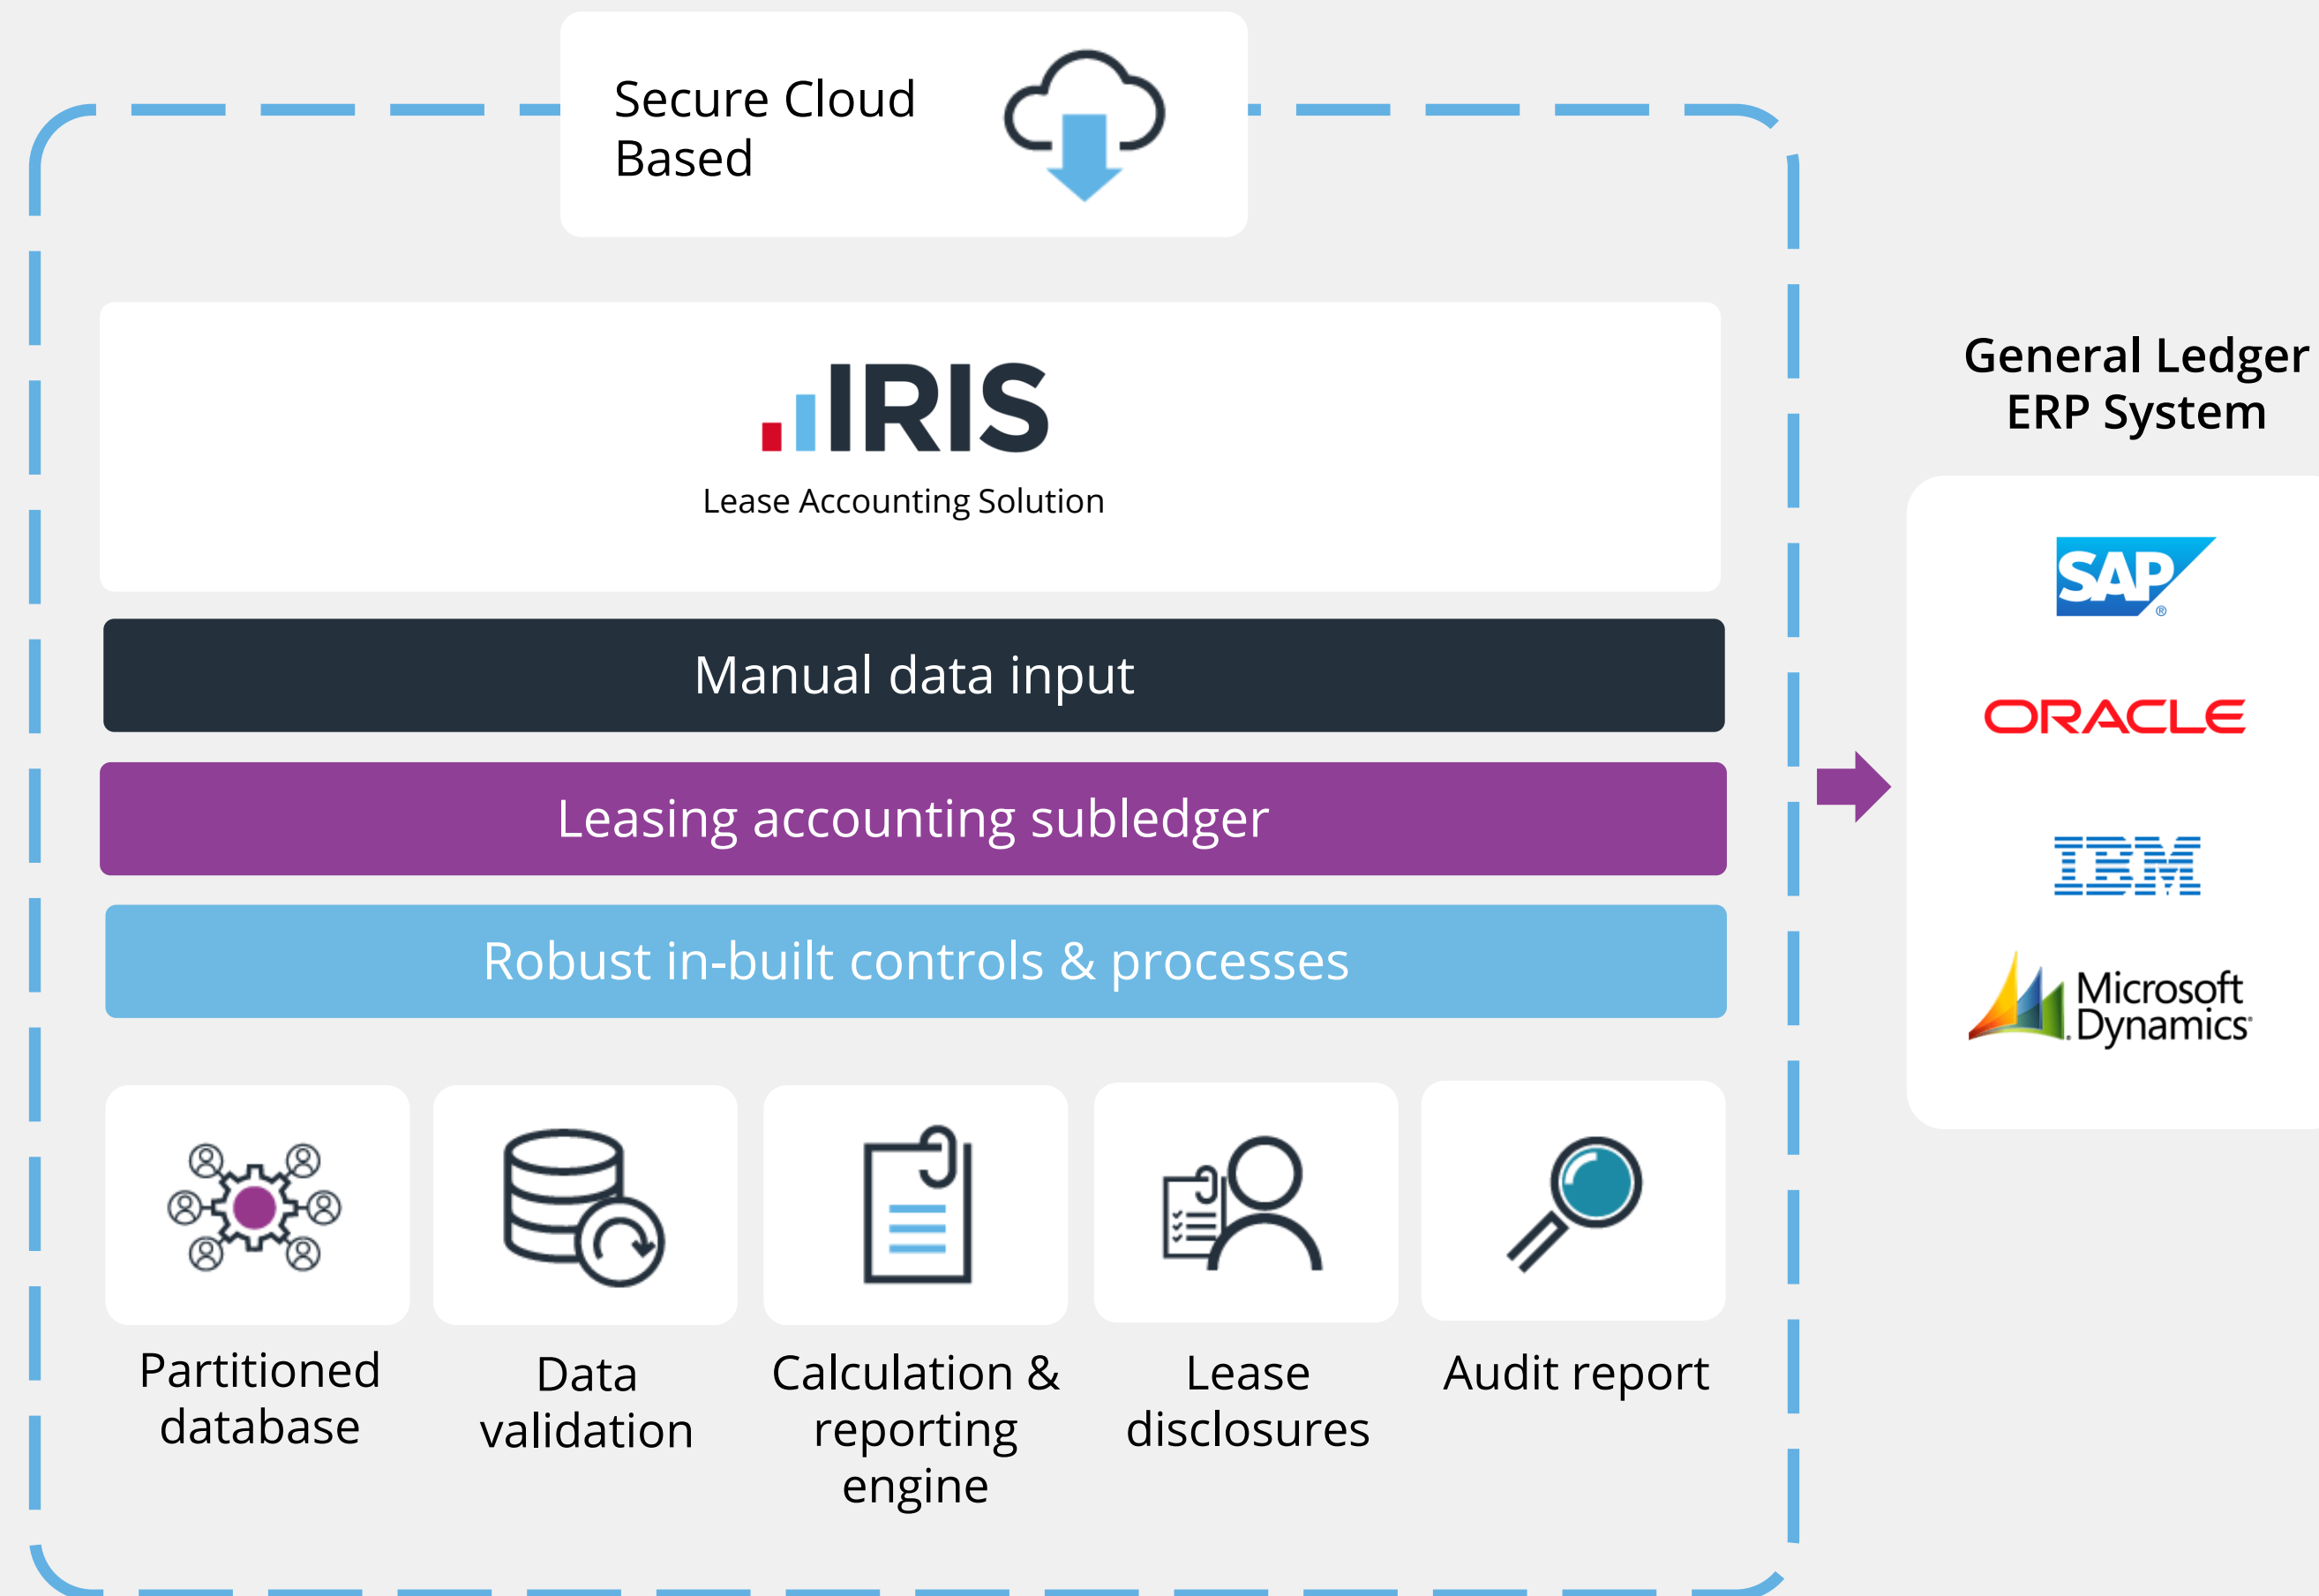 Secure Cloud
Based
IRIS
Lease Accounting Solution
Manual data input
Leasing accounting subledger
Robust in-built controls & processes
Partitioned
database
Data
validation
Calculation &
reporting
engine
Lease
disclosures
Audit report
General Ledger
ERP System
SAP®
ORACLE
IBM
Microsoft
Dynamics®